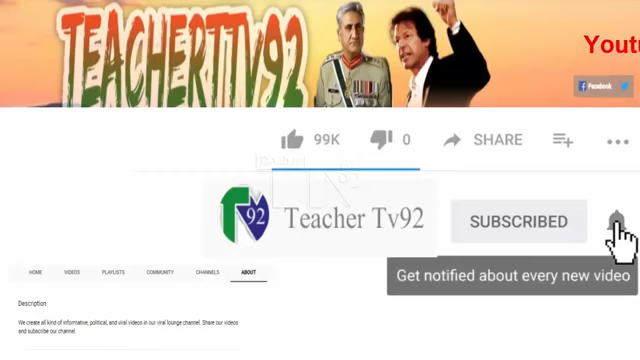 TEACHERTTV92
Youtu
Facebook
99K
0
SHARE
92
Teacher Tv92
SUBSCRIBED
HOME VIDEOS PLAYLISTS COMMUNITY CHANNELS ABOUT
Get notified about every new video
Description
We create all kind of informative, political, and viral videos in our viral lounge channel. Share our videos
and subscribe our channel.